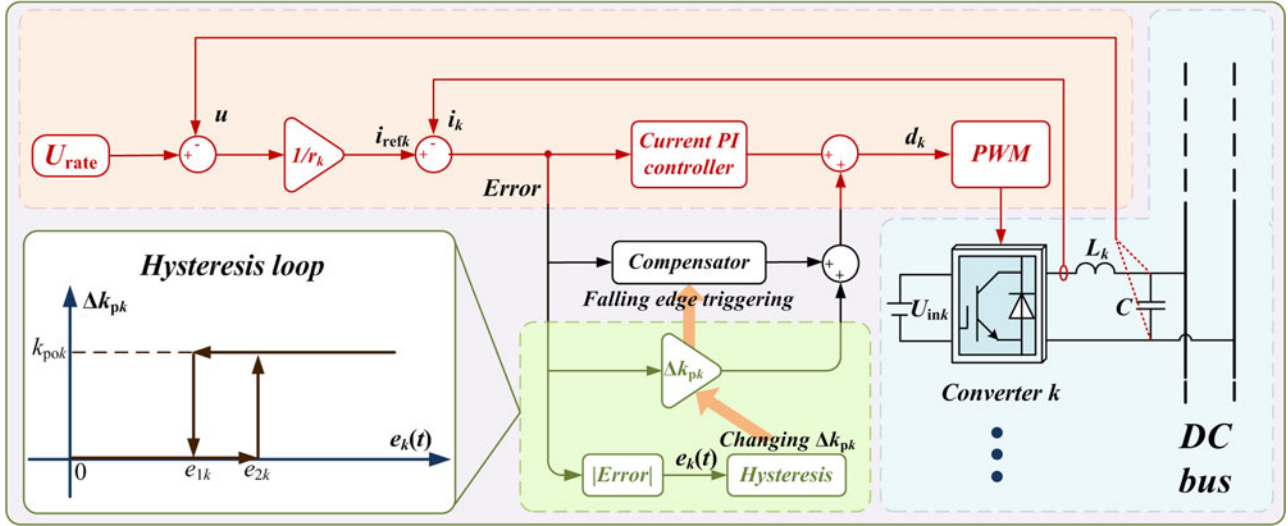 u
i_k
U_rate
+
-
1/r_k
i_refk
+
-
Current PI
controller
+
+
d_k
PWM
Error
Hysteresis loop
Δk_pk
k_pok
0
e_1k
e_2k
e_k(t)
Compensator
+
+
Falling edge triggering
Δk_pk
Changing Δk_pk
|Error|
e_k(t)
Hysteresis
U_ink
L_k
C
Converter k
DC
bus